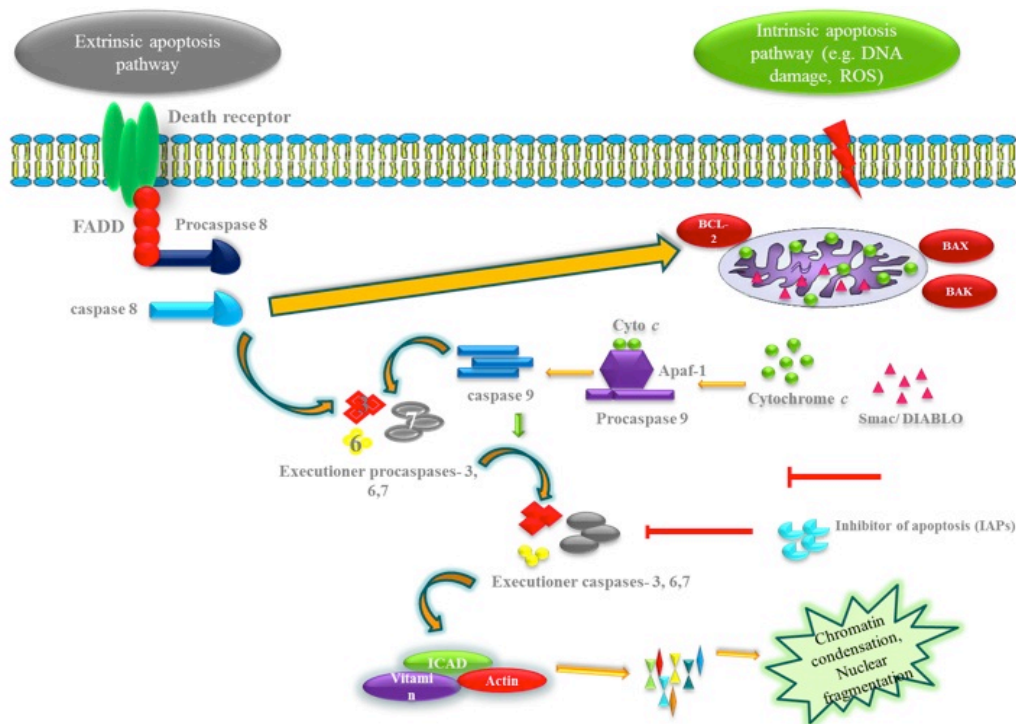 Extrinsic apoptosis
pathway
Intrinsic apoptosis
pathway (e.g. DNA
damage, ROS)
Death receptor
FADD
Procaspase 8
BCL-
2
BAX
BAK
caspase 8
Cyto c
Apaf-1
caspase 9
Procaspase 9
Cytochrome c
Smac/ DIABLO
3
7
6
Executioner procaspases- 3,
6,7
Inhibitor of apoptosis (IAPs)
Executioner caspases- 3, 6,7
ICAD
Vitami
n
Actin
Chromatin
condensation,
Nuclear
fragmentation